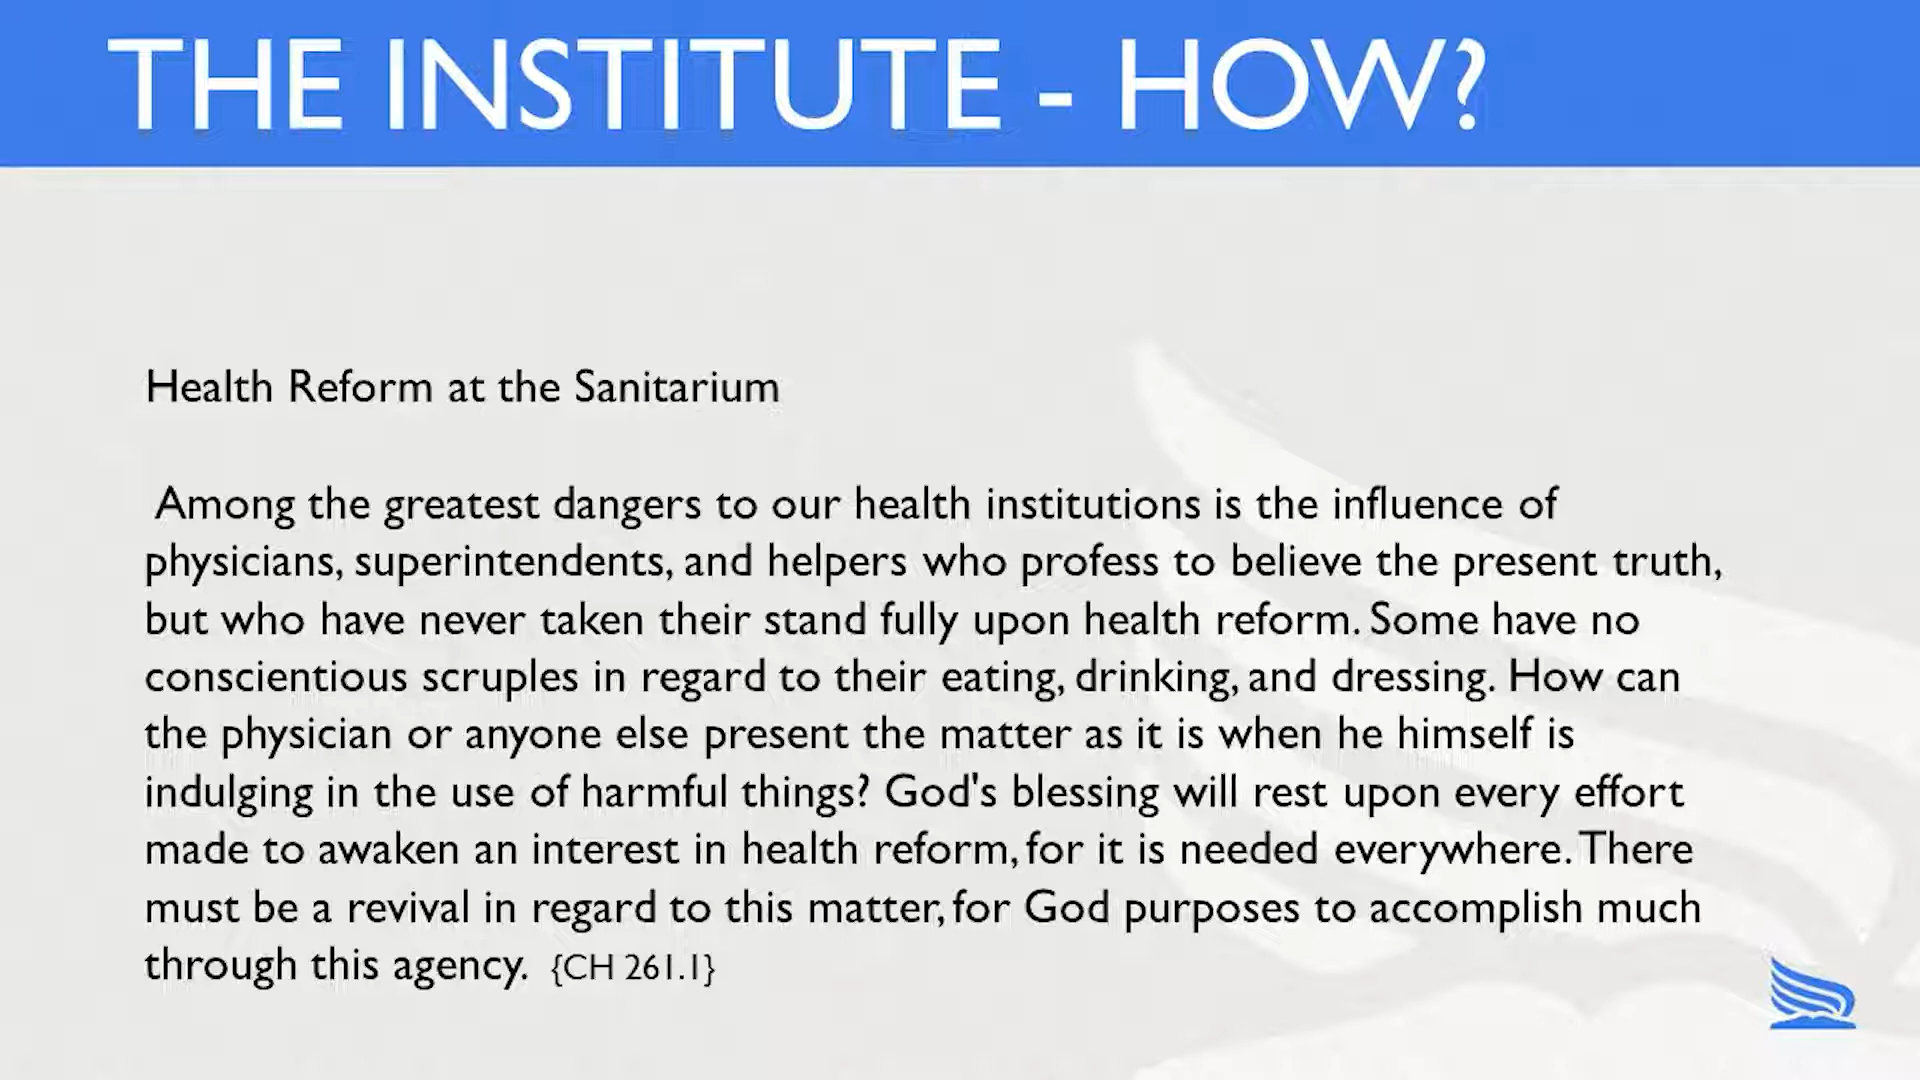 THE INSTITUTE - HOW?
Health Reform at the Sanitarium
Among the greatest dangers to our health institutions is the influence of
physicians, superintendents, and helpers who profess to believe the present truth,
but who have never taken their stand fully upon health reform. Some have no
conscientious scruples in regard to their eating, drinking, and dressing. How can
the physician or anyone else present the matter as it is when he himself is
indulging in the use of harmful things? God's blessing will rest upon every effort
made to awaken an interest in health reform, for it is needed everywhere. There
must be a revival in regard to this matter, for God purposes to accomplish much
through this agency. {CH 261.1}